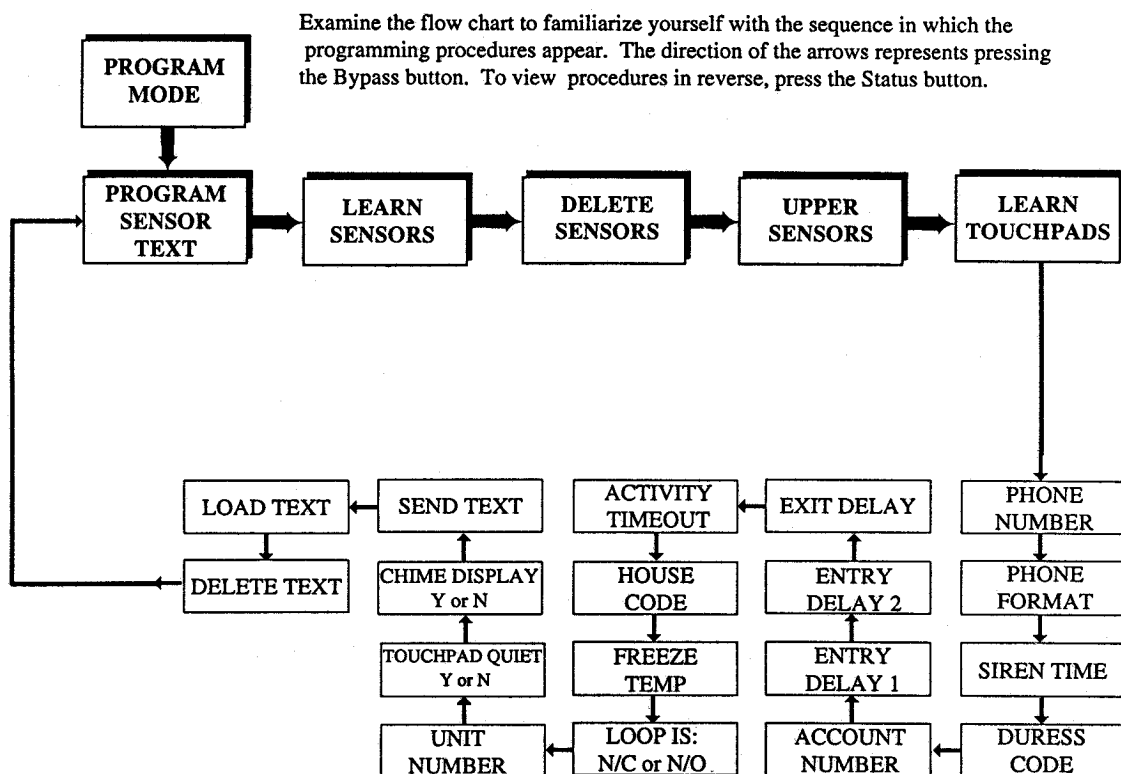 Examine the flow chart to familiarize yourself with the sequence in which the
programming procedures appear. The direction of the arrows represents pressing
the Bypass button. To view procedures in reverse, press the Status button.
PROGRAM
MODE
PROGRAM
SENSOR
TEXT
LEARN
SENSORS
DELETE
SENSORS
UPPER
SENSORS
LEARN
TOUCHPADS
PHONE
NUMBER
PHONE
FORMAT
SIREN TIME
DURESS
CODE
ACCOUNT
NUMBER
ENTRY
DELAY 1
ENTRY
DELAY 2
EXIT DELAY
ACTIVITY
TIMEOUT
HOUSE
CODE
FREEZE
TEMP
LOOP IS:
N/C or N/O
UNIT
NUMBER
TOUCHPAD QUIET
Y or N
CHIME DISPLAY
Y or N
SEND TEXT
LOAD TEXT
DELETE TEXT